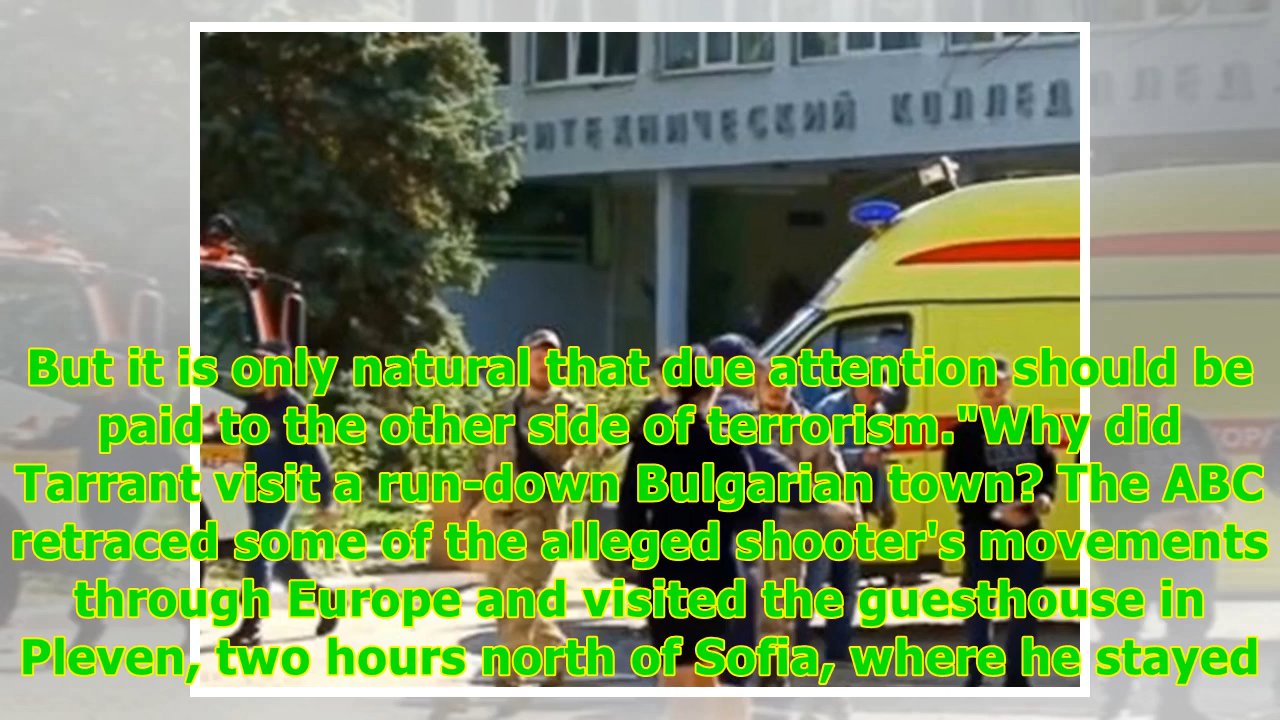 ИТЕХНИЧЕСКИЙ КОЛЛЕД
But it is only natural that due attention should be
paid to the other side of terrorism."Why did
Tarrant visit a run-down Bulgarian town? The ABC
retraced some of the alleged shooter's movements
through Europe and visited the guesthouse in
Pleven, two hours north of Sofia, where he stayed